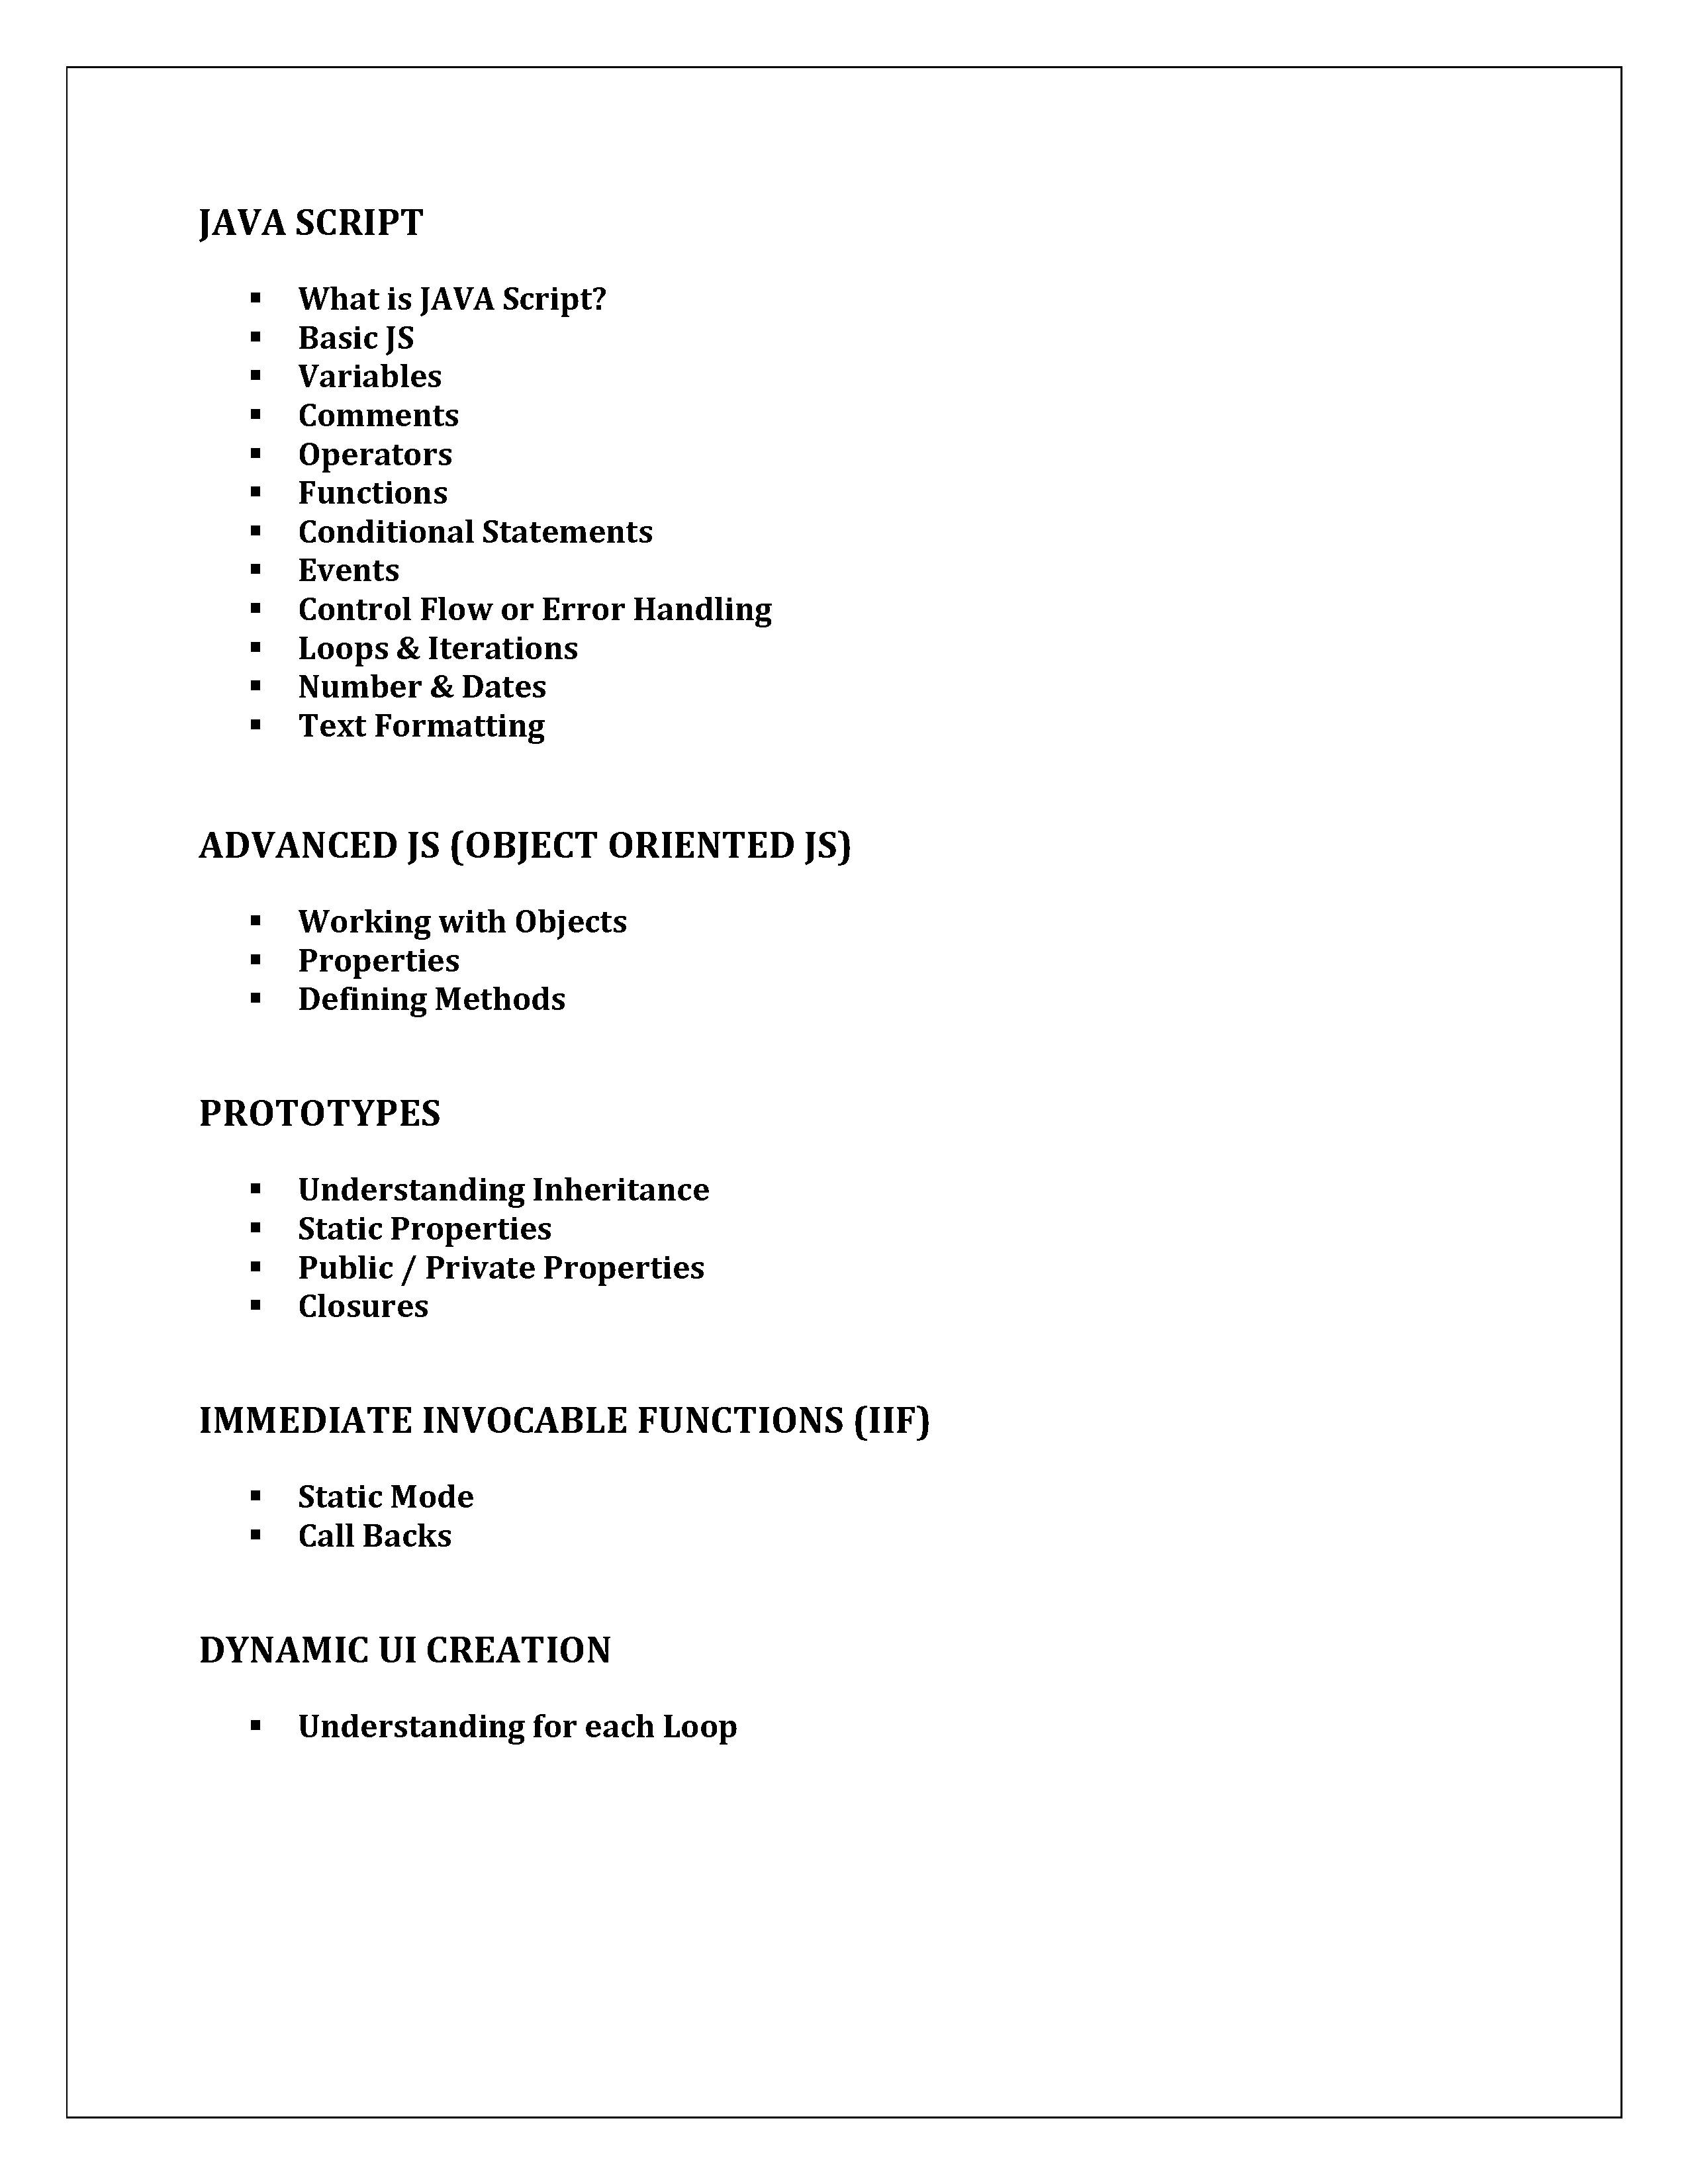 JAVA SCRIPT
▪ What is JAVA Script?
▪ Basic JS
▪ Variables
▪ Comments
▪ Operators
▪ Functions
▪ Conditional Statements
▪ Events
▪ Control Flow or Error Handling
▪ Loops & Iterations
▪ Number & Dates
▪ Text Formatting
ADVANCED JS (OBJECT ORIENTED JS)
▪ Working with Objects
▪ Properties
▪ Defining Methods
PROTOTYPES
▪ Understanding Inheritance
▪ Static Properties
▪ Public / Private Properties
▪ Closures
IMMEDIATE INVOCABLE FUNCTIONS (IIF)
▪ Static Mode
▪ Call Backs
DYNAMIC UI CREATION
▪ Understanding for each Loop